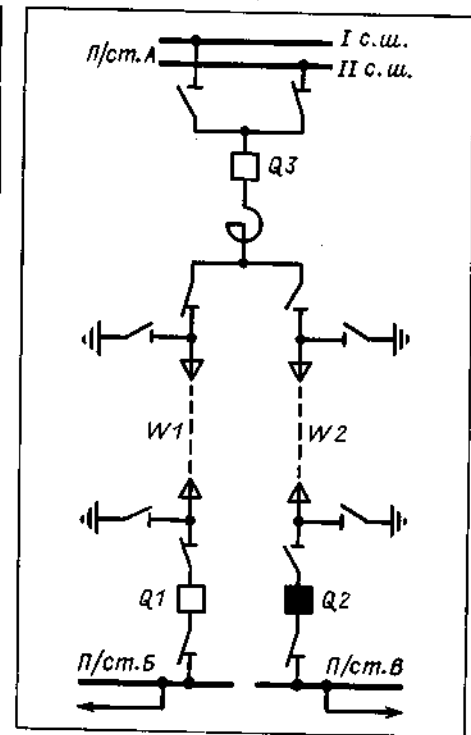 I с.ш.
П/ст.А
II с.ш.
Q3
W1
W2
Q1
Q2
П/ст.Б
П/ст.В